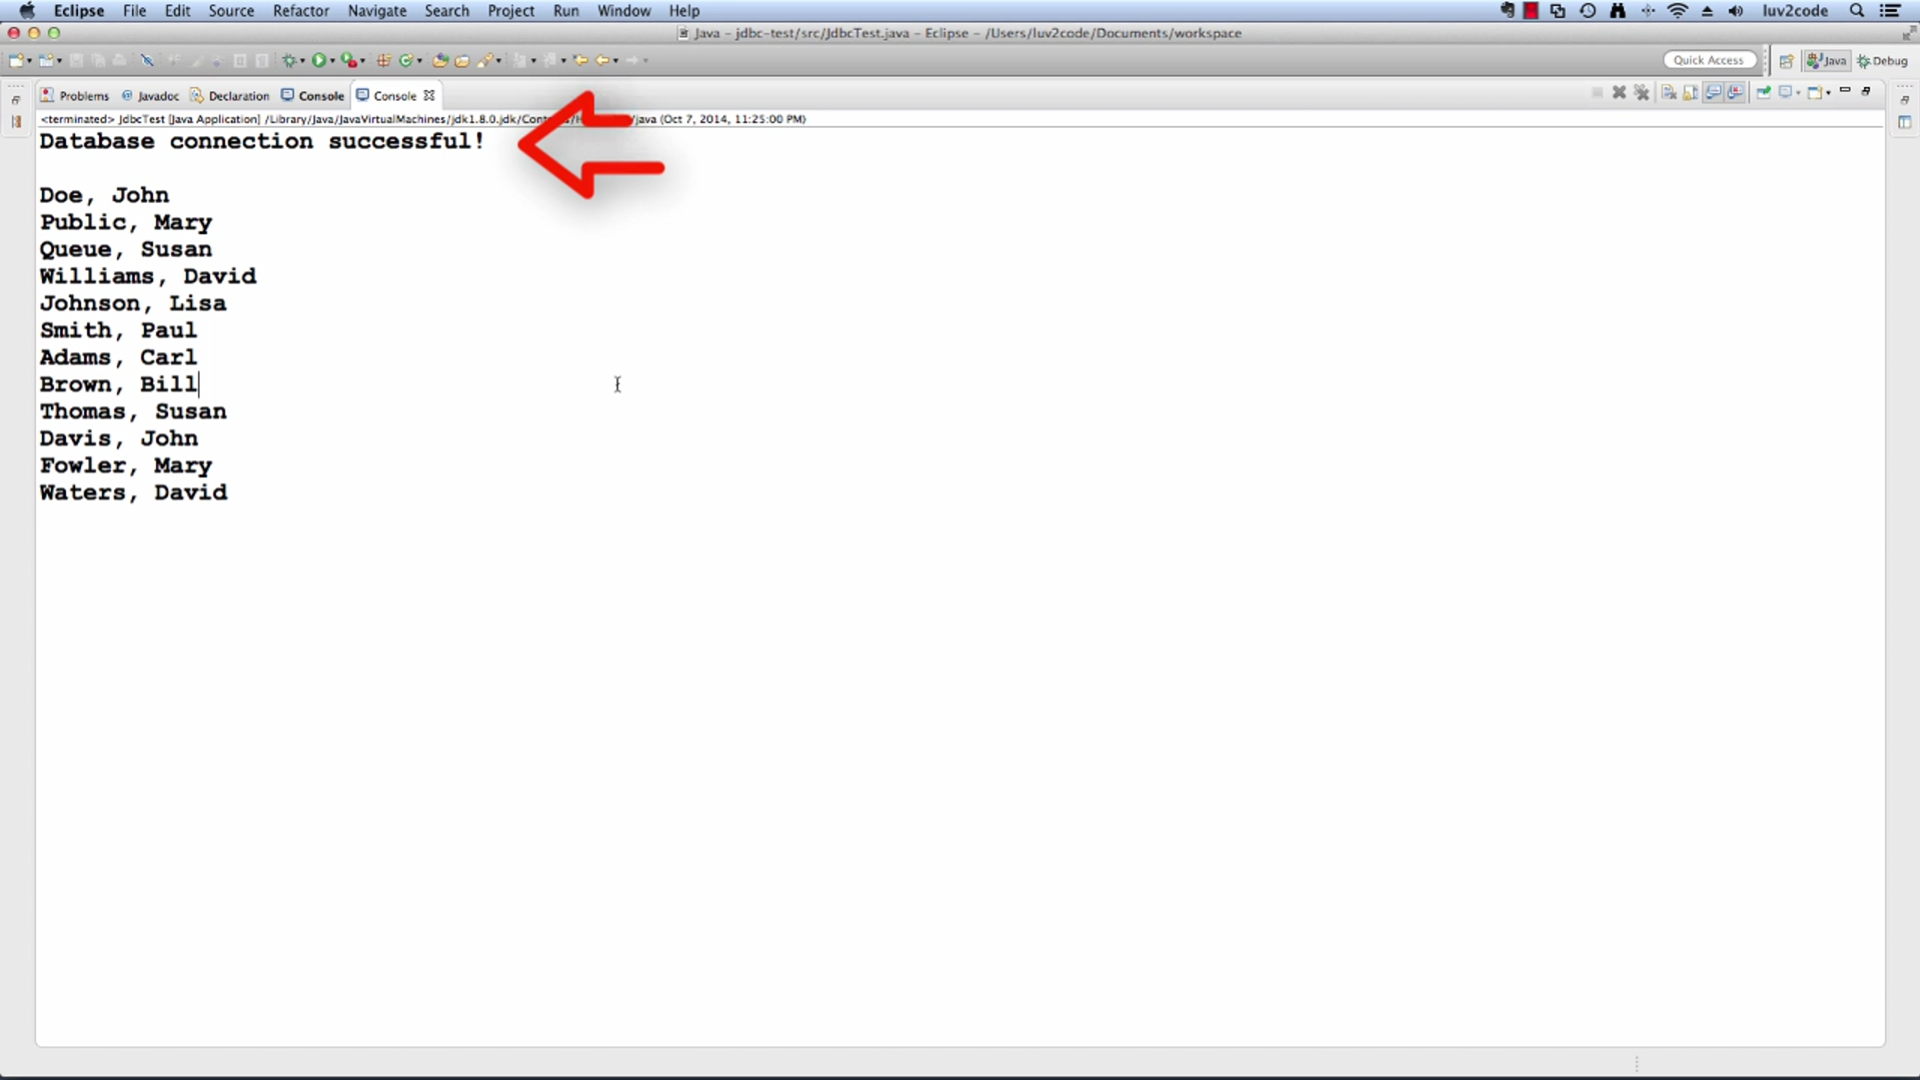 Eclipse File Edit Source Refactor Navigate Search Project Run Window Help luv2code
Java – jdbc-test/src/JdbcTest.java – Eclipse – /Users/luv2code/Documents/workspace
Quick Access Java Debug
Problems @ Javadoc Declaration Console Console
<terminated> JdbcTest [Java Application] /Library/Java/JavaVirtualMachines/jdk1.8.0.jdk/Cont /java (Oct 7, 2014, 11:25:00 PM)
Database connection successful!
Doe, John
Public, Mary
Queue, Susan
Williams, David
Johnson, Lisa
Smith, Paul
Adams, Carl
Brown, Bill
Thomas, Susan
Davis, John
Fowler, Mary
Waters, David